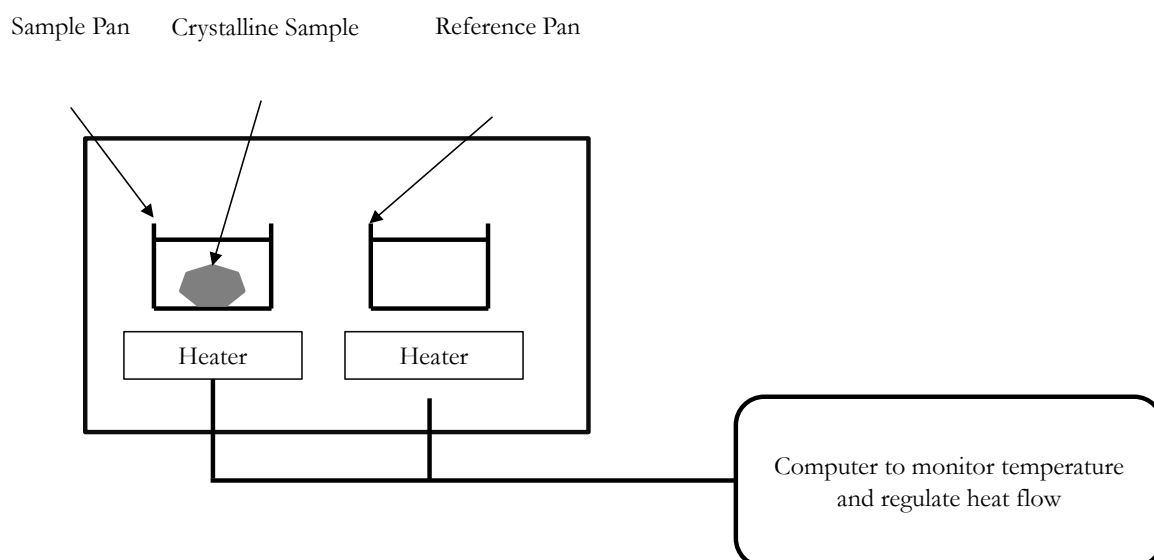 Sample Pan
Crystalline Sample
Reference Pan
Heater
Heater
Computer to monitor temperature
and regulate heat flow